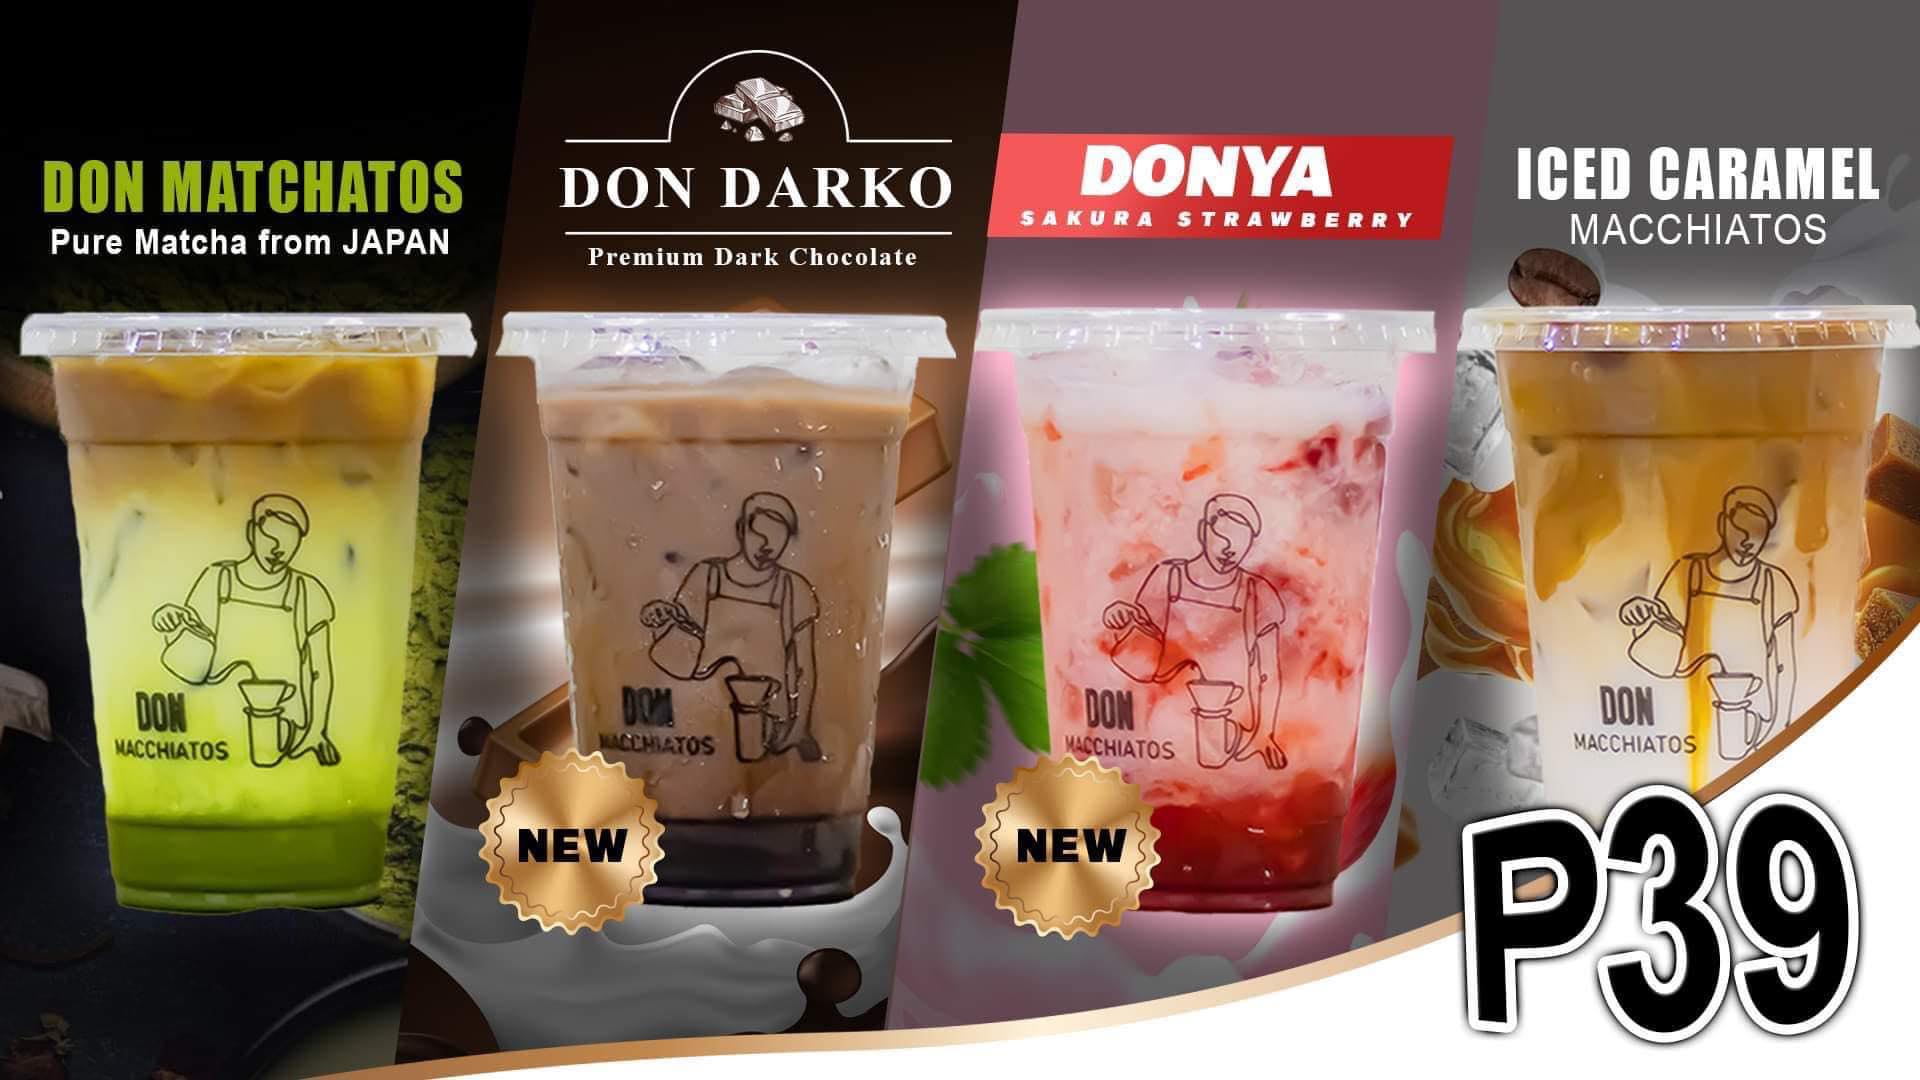 DON MATCHATOS
Pure Matcha from JAPAN
DON DARKO
Premium Dark Chocolate
DONYA
SAKURA STRAWBERRY
ICED CARAMEL
MACCHIATOS
DON
MACCHIATOS
DON
MACCHIATOS
DON
MACCHIATOS
DON
MACCHIATOS
NEW
NEW
P39